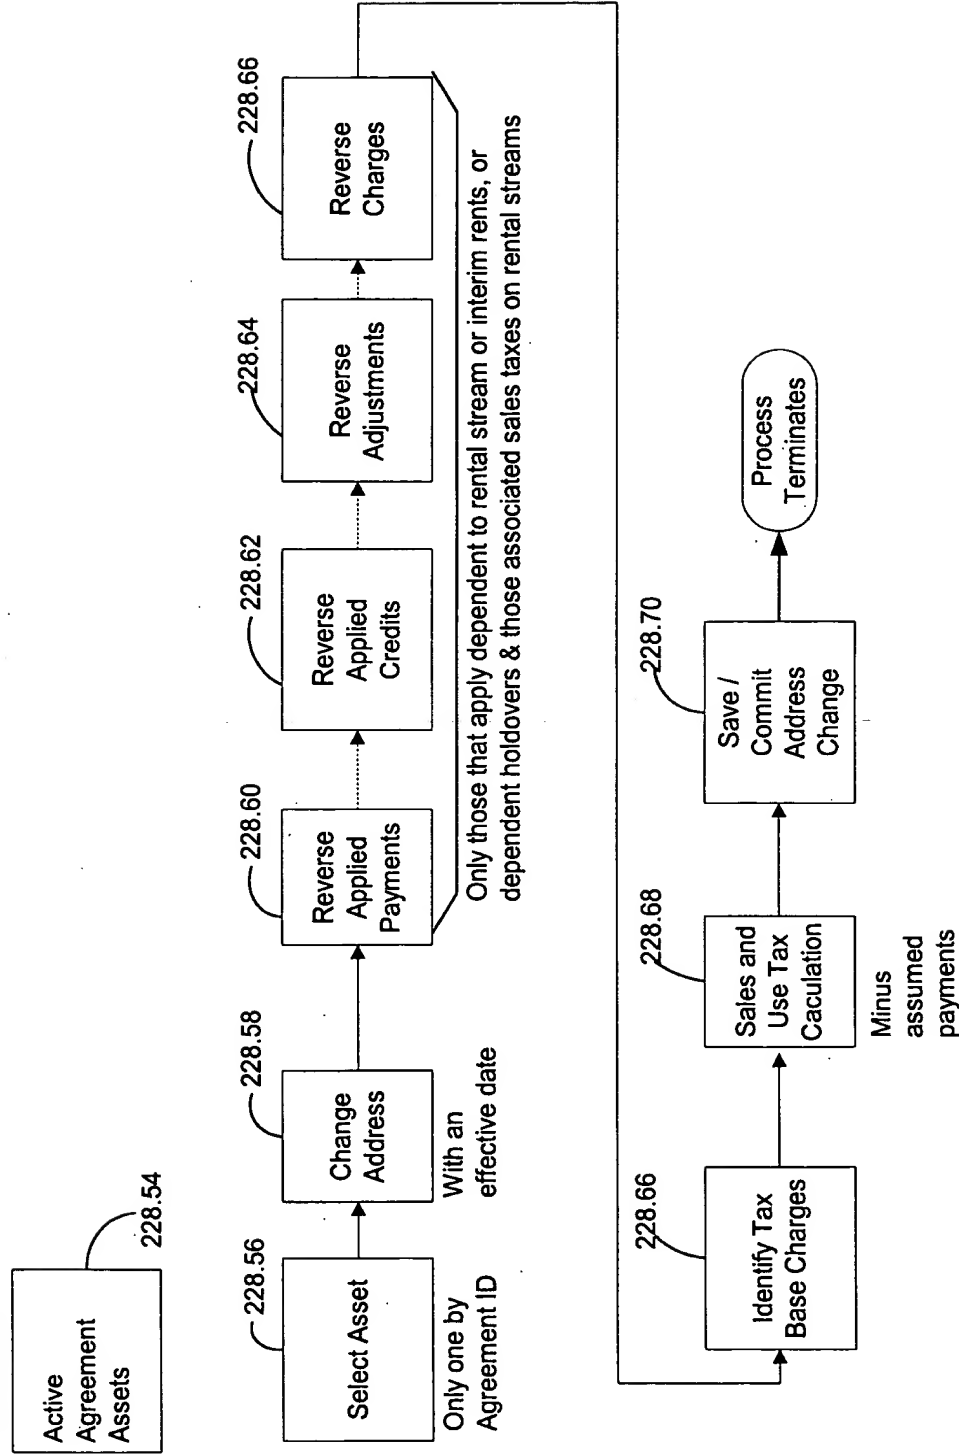 Active
Agreement
Assets
228.54
228.56
Select Asset
Only one by
Agreement ID
228.58
Change
Address
With an
effective date
228.60
Reverse
Applied
Payments
228.62
Reverse
Applied
Credits
228.64
Reverse
Adjustments
228.66
Reverse
Charges
Only those that apply dependent to rental stream or interim rents, or
dependent holdovers & those associated sales taxes on rental streams
228.66
Identify Tax
Base Charges
228.68
Sales and
Use Tax
Caculation
Minus
assumed
payments
228.70
Save /
Commit
Address
Change
Process
Terminates